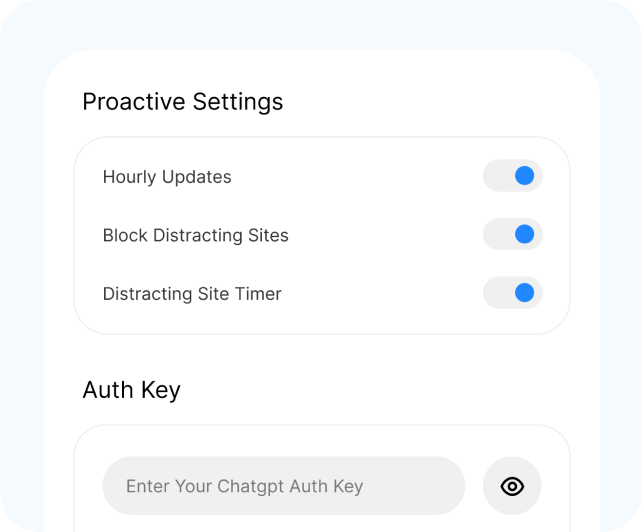 Proactive Settings
Hourly Updates
Block Distracting Sites
Distracting Site Timer
Auth Key
Enter Your Chatgpt Auth Key